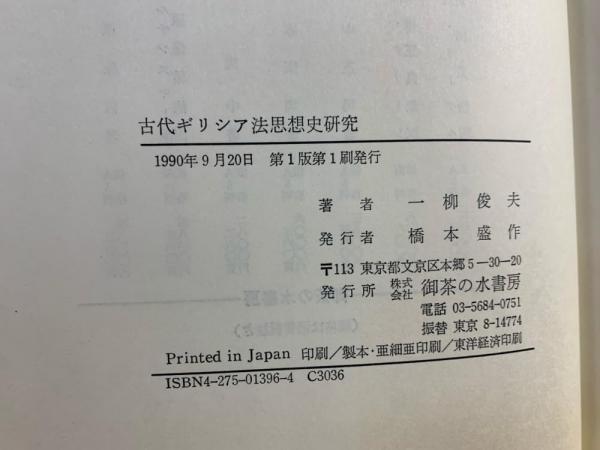 古代ギリシア法思想史研究
1990年9月20日 第1版第1刷発行
著者 一柳俊夫
発行者 橋本盛作
〒113 東京都文京区本郷5-30-20
発行所 株式会社 御茶の水書房
電話 03-5684-0751
振替 東京 8-14774
Printed in Japan 印刷/製本・亜細亜印刷/東洋経済印刷
ISBN4-275-01396-4 C3036